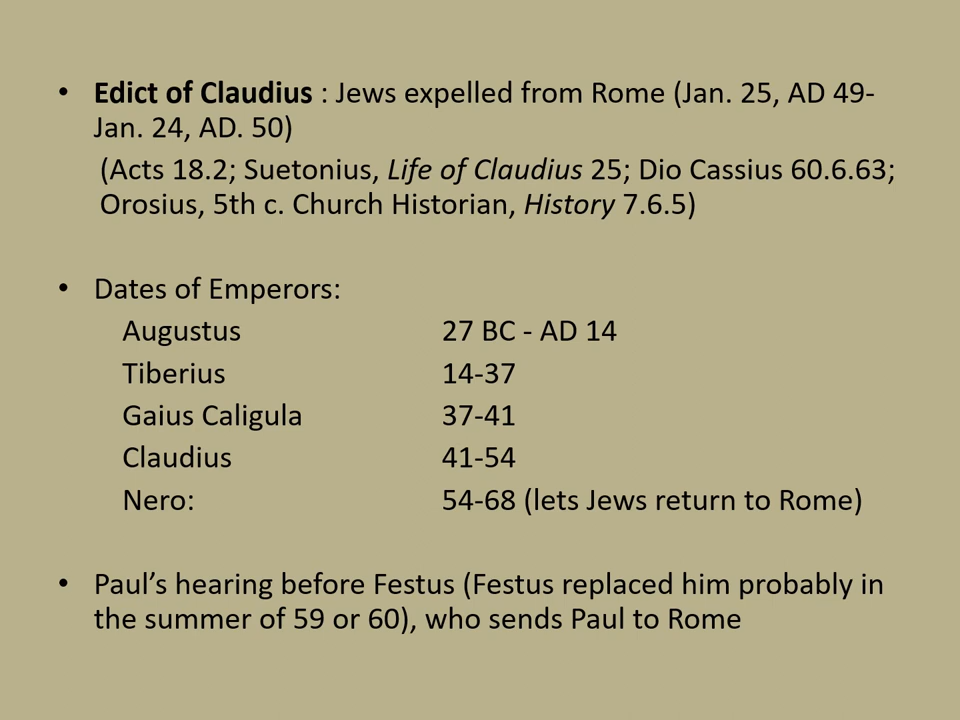 • Edict of Claudius : Jews expelled from Rome (Jan. 25, AD 49-
Jan. 24, AD. 50)
(Acts 18.2; Suetonius, Life of Claudius 25; Dio Cassius 60.6.63;
Orosius, 5th c. Church Historian, History 7.6.5)
• Dates of Emperors:
Augustus 27 BC - AD 14
Tiberius 14-37
Gaius Caligula 37-41
Claudius 41-54
Nero: 54-68 (lets Jews return to Rome)
• Paul’s hearing before Festus (Festus replaced him probably in
the summer of 59 or 60), who sends Paul to Rome